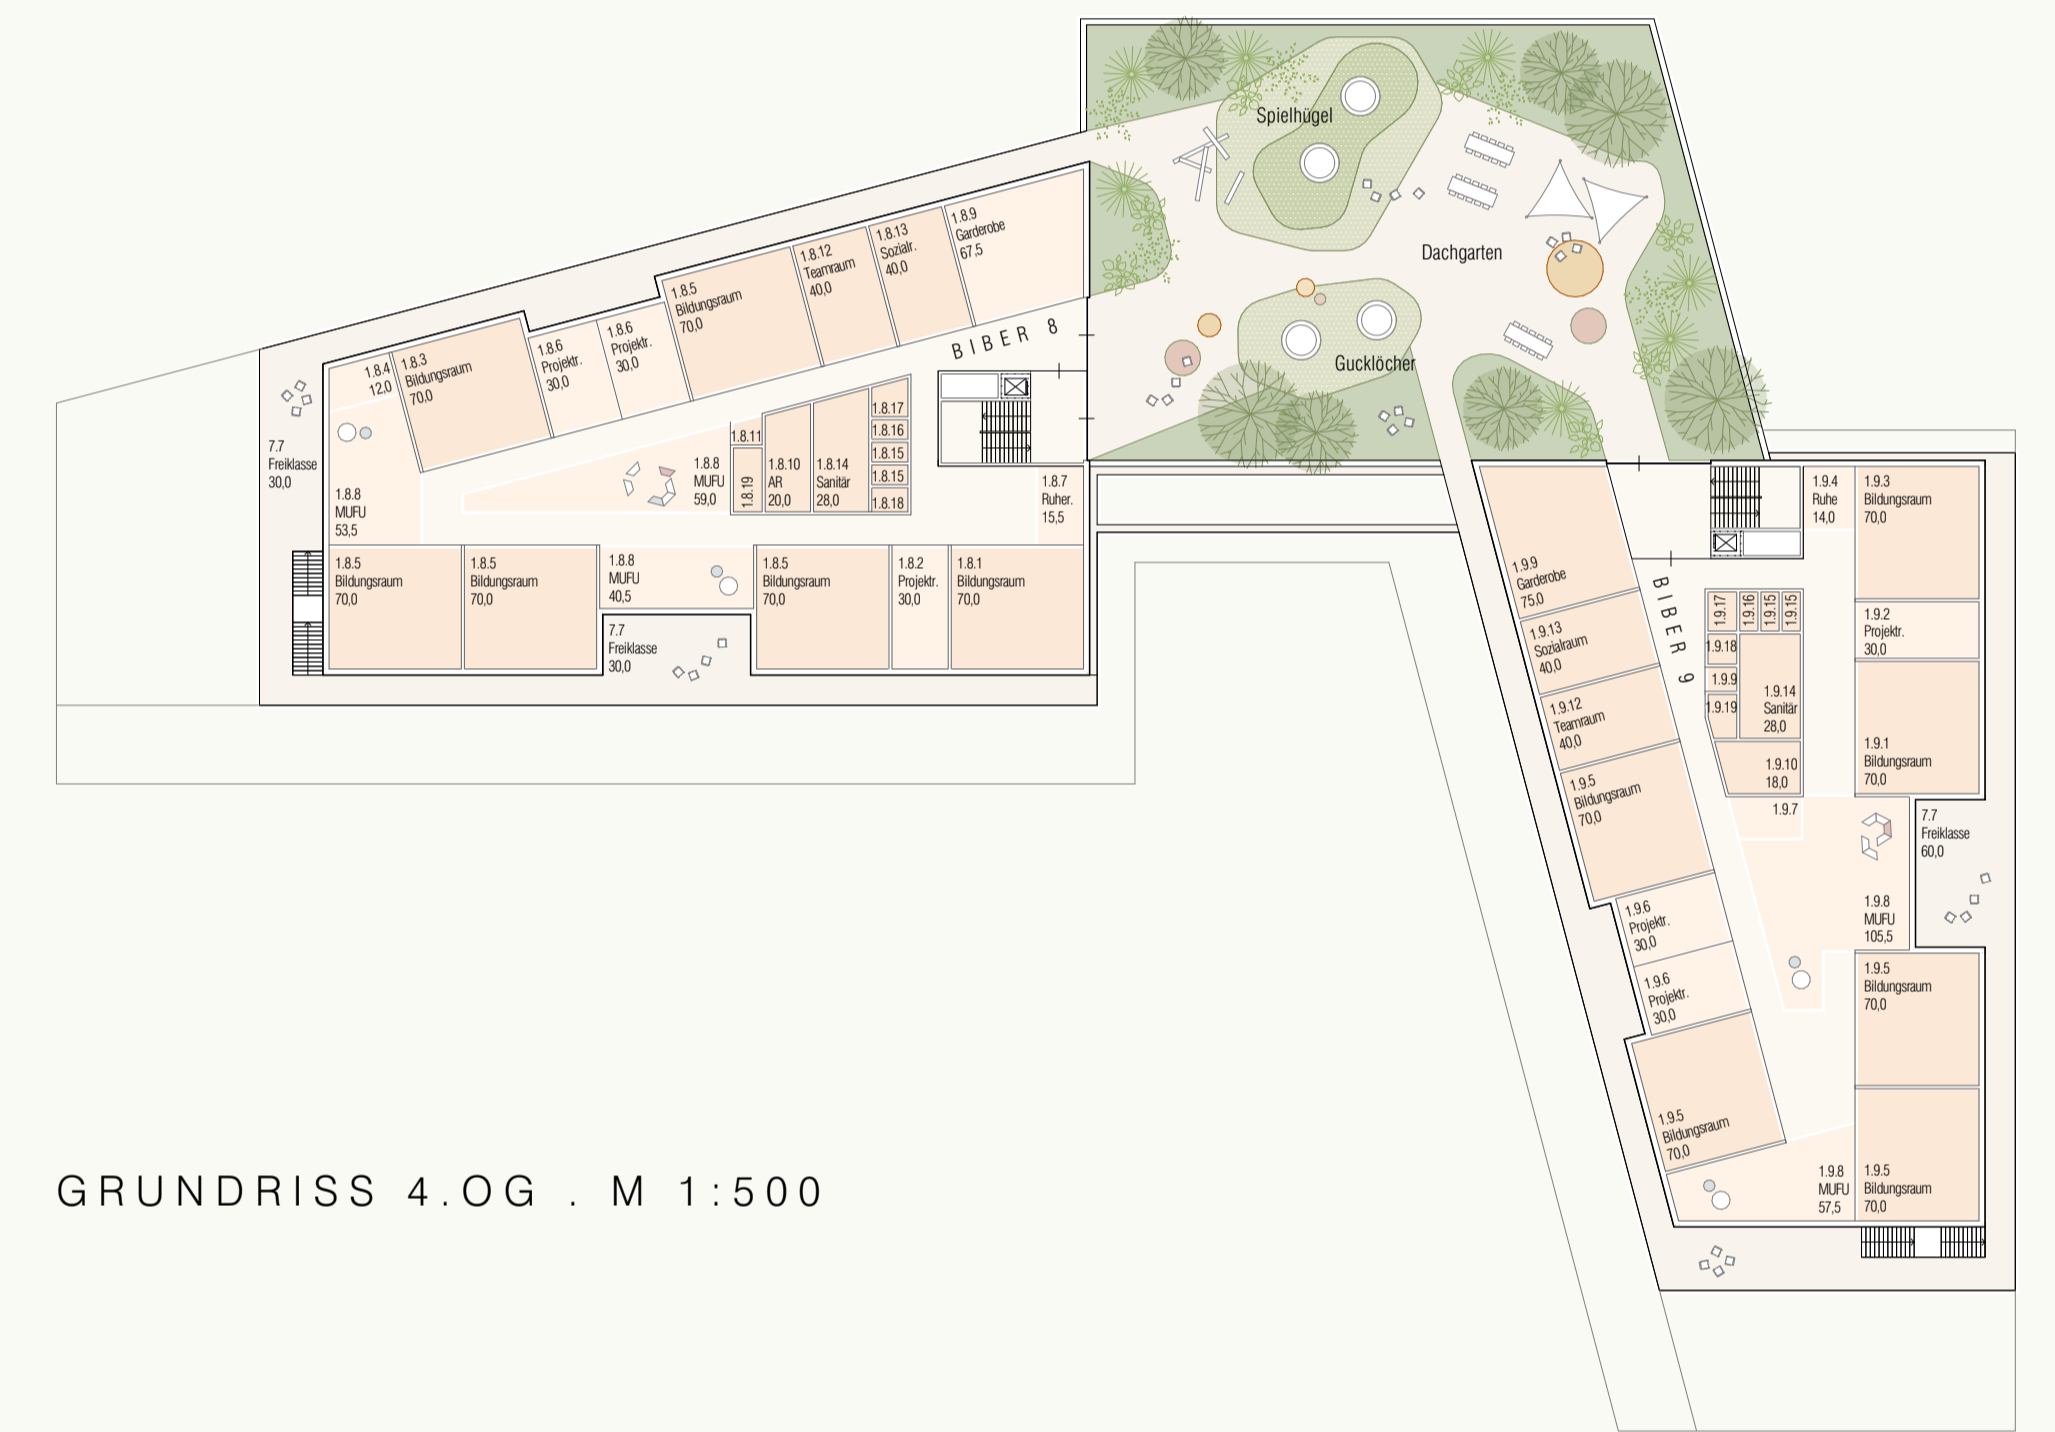 Spielhügel
Dachgarten
Gucklöcher
BIBER 8
1.8.9
Garderobe
67,5
1.8.13
Sozialr.
40,0
1.8.12
Teamraum
40,0
1.8.5
Bildungsraum
70,0
1.8.6
Projektr.
30,0
1.8.6
Projektr.
30,0
1.8.3
Bildungsraum
70,0
1.8.4
12,0
7.7
Freiklasse
30,0
1.8.8
MUFU
53,5
1.8.8
MUFU
59,0
1.8.11
1.8.19
1.8.10
AR
20,0
1.8.14
Sanitär
28,0
1.8.17
1.8.16
1.8.15
1.8.15
1.8.18
1.8.7
Ruher.
15,5
1.8.5
Bildungsraum
70,0
1.8.5
Bildungsraum
70,0
1.8.8
MUFU
40,5
7.7
Freiklasse
30,0
1.8.5
Bildungsraum
70,0
1.8.2
Projektr.
30,0
1.8.1
Bildungsraum
70,0
BIBER 9
1.9.9
Garderobe
75,0
1.9.13
Sozialraum
40,0
1.9.12
Teamraum
40,0
1.9.5
Bildungsraum
70,0
1.9.6
Projektr.
30,0
1.9.6
Projektr.
30,0
1.9.5
Bildungsraum
70,0
1.9.4
Ruhe
14,0
1.9.3
Bildungsraum
70,0
1.9.17
1.9.16
1.9.15
1.9.15
1.9.18
1.9.9
1.9.19
1.9.14
Sanitär
28,0
1.9.10
18,0
1.9.7
1.9.2
Projektr.
30,0
1.9.1
Bildungsraum
70,0
7.7
Freiklasse
60,0
1.9.8
MUFU
105,5
1.9.5
Bildungsraum
70,0
1.9.8
MUFU
57,5
1.9.5
Bildungsraum
70,0
GRUNDRISS 4.OG . M 1:500